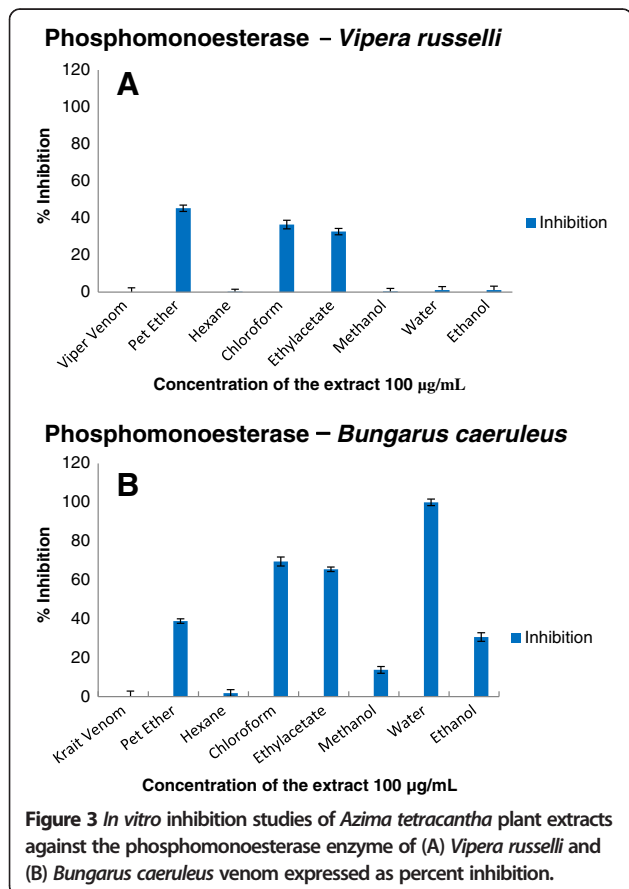 Phosphomonoesterase – Vipera russelli
A
120
100
80
60
40
20
0
% Inhibition
Inhibition
Viper Venom
Pet Ether
Hexane
Chloroform
Ethylacetate
Methanol
Water
Ethanol
Concentration of the extract 100 µg/mL
Phosphomonoesterase – Bungarus caeruleus
B
120
100
80
60
40
20
0
% Inhibition
Inhibition
Krait Venom
Pet Ether
Hexane
Chloroform
Ethylacetate
Methanol
Water
Ethanol
Concentration of the extract 100 µg/mL
Figure 3 In vitro inhibition studies of Azima tetracantha plant extracts
against the phosphomonoesterase enzyme of (A) Vipera russelli and
(B) Bungarus caeruleus venom expressed as percent inhibition.